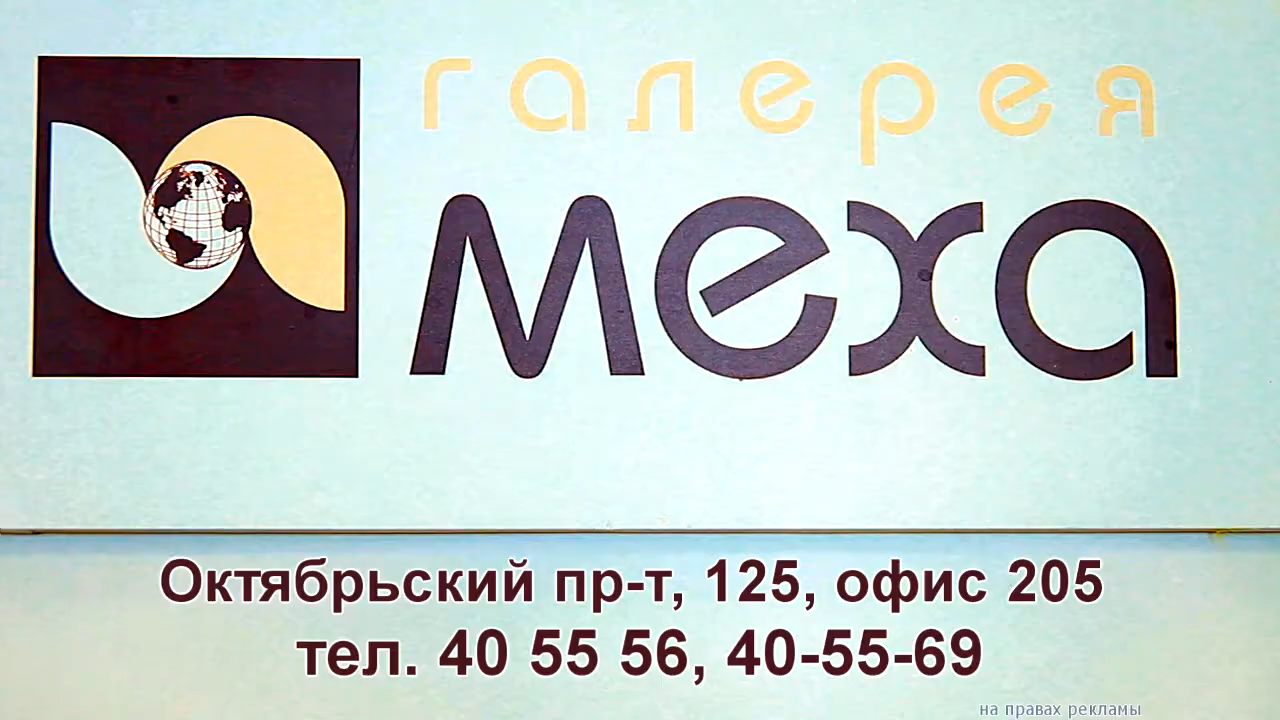 галерея
меха
Октябрьский пр-т, 125, офис 205
тел. 40 55 56, 40-55-69
на правах рекламы